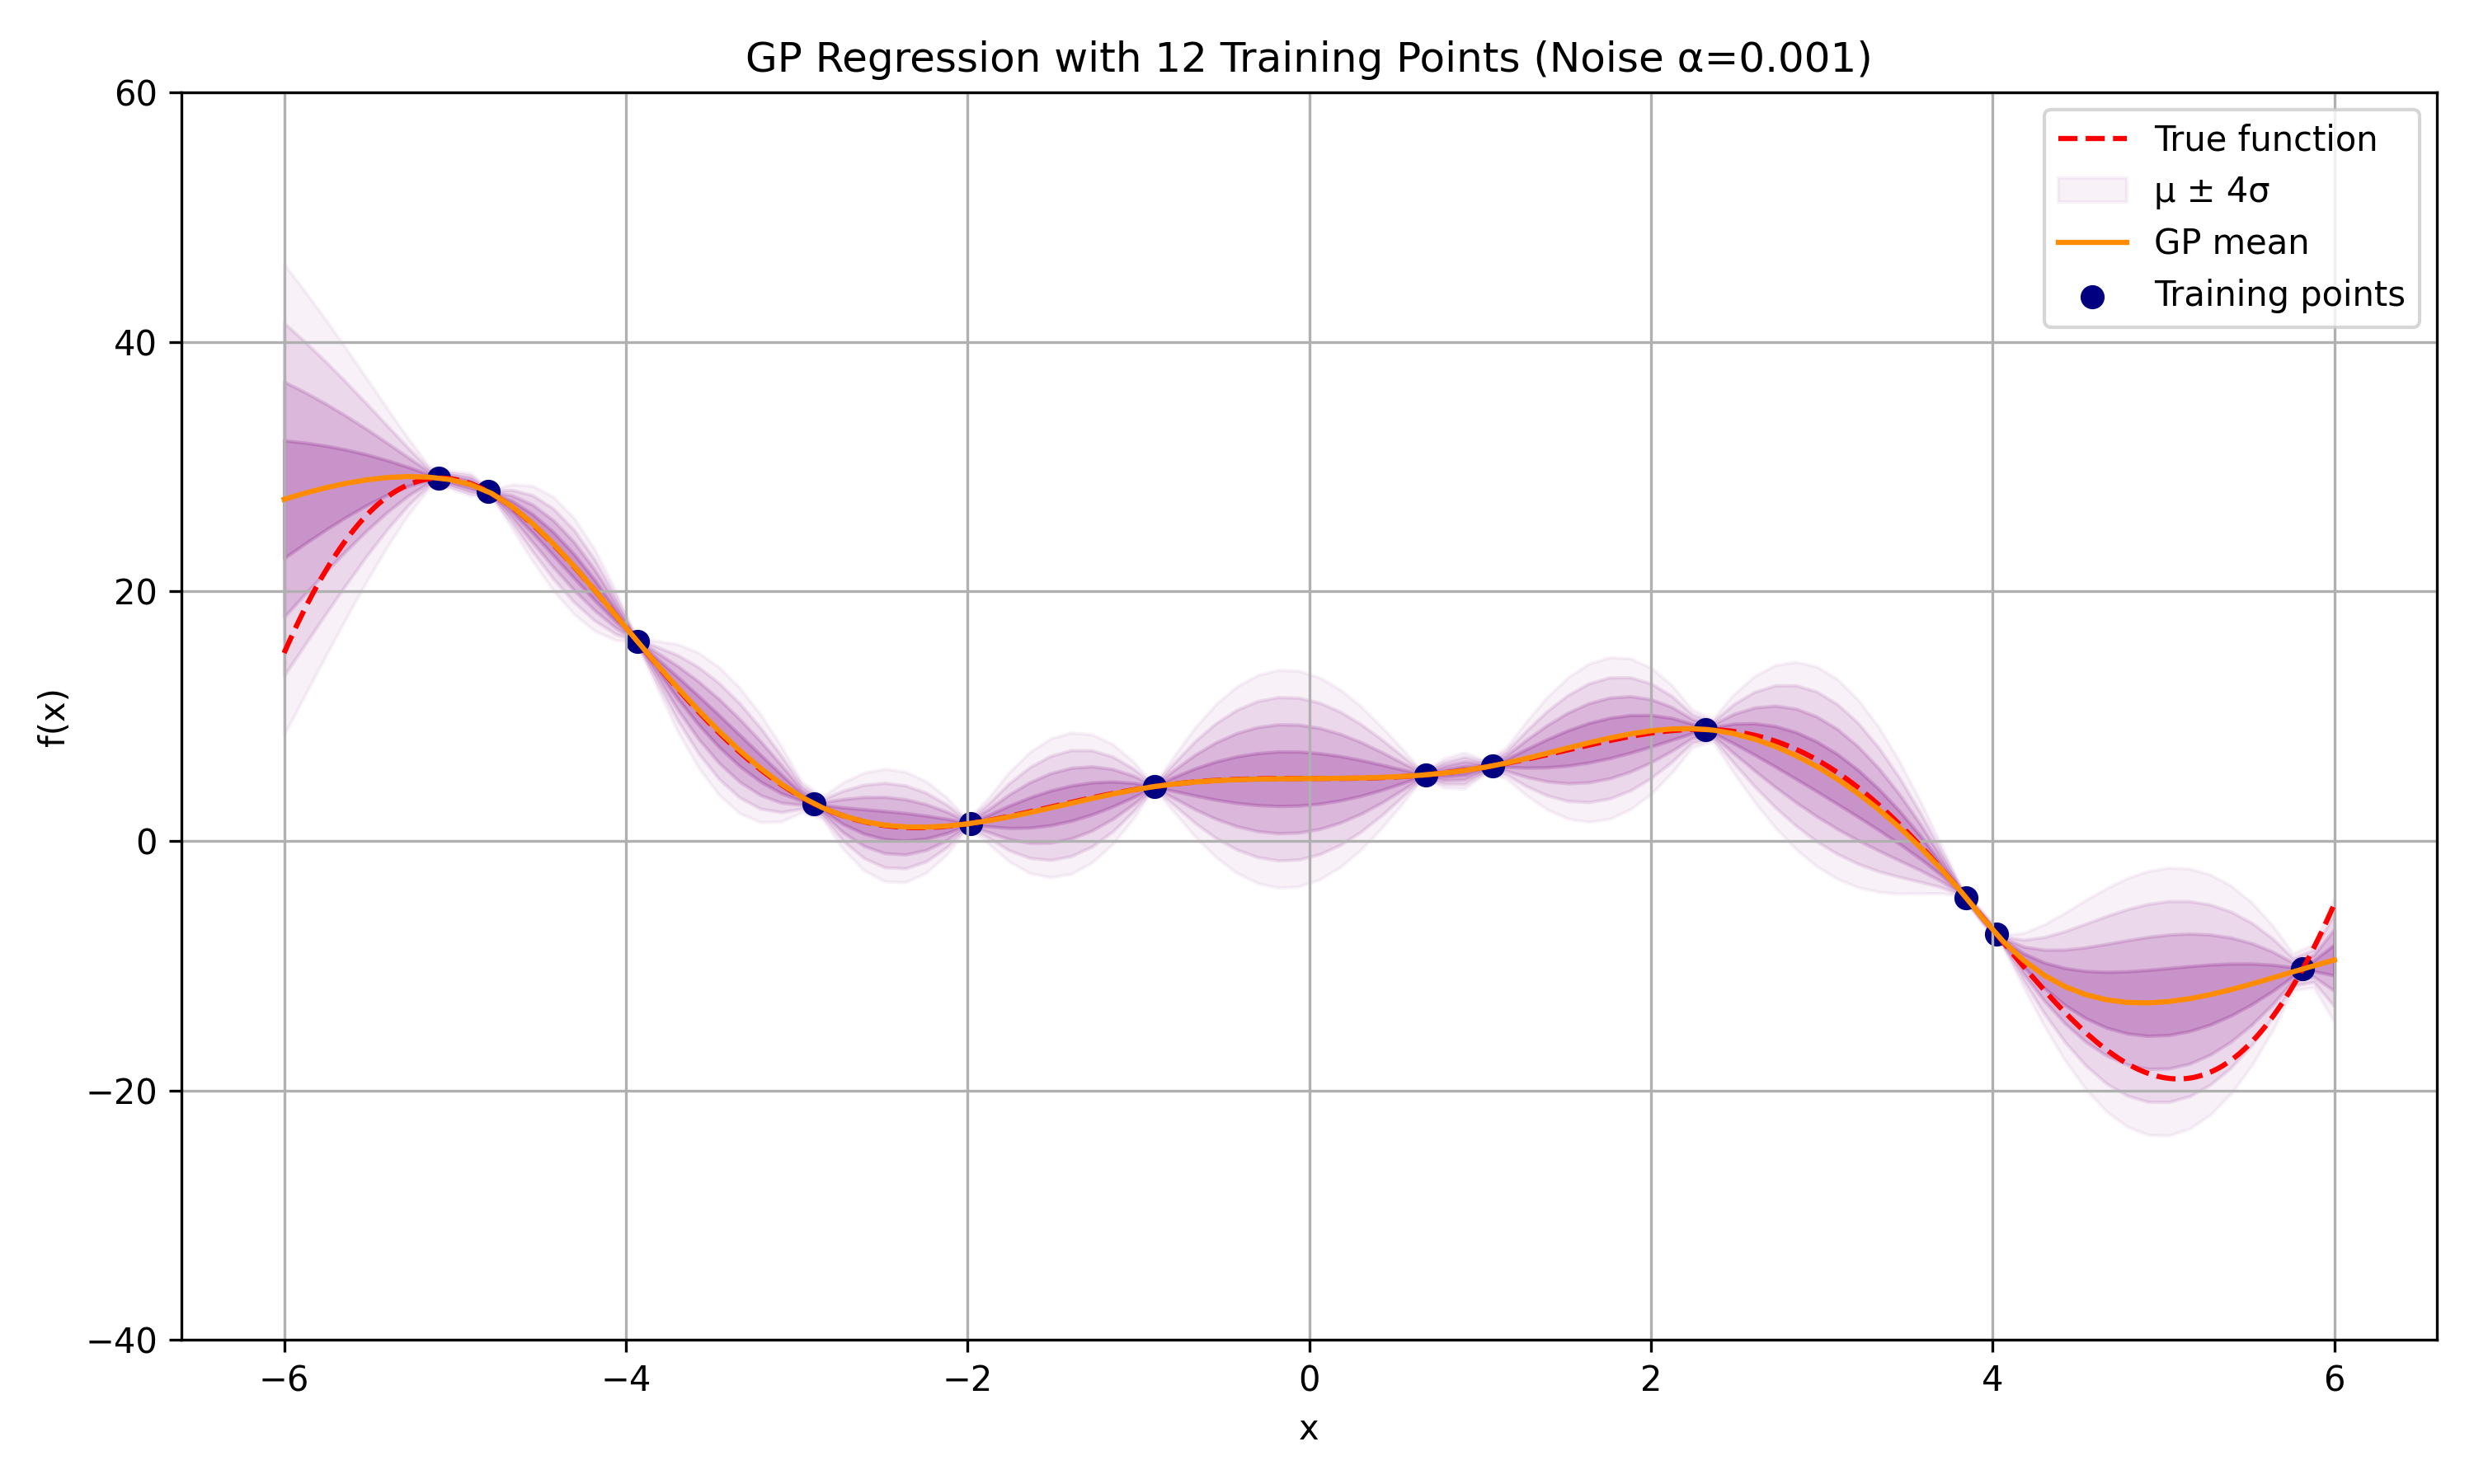 GP Regression with 12 Training Points (Noise α=0.001)
True function
μ ± 4σ
GP mean
Training points
60
40
20
0
−20
−40
f(x)
−6
−4
−2
0
2
4
6
x